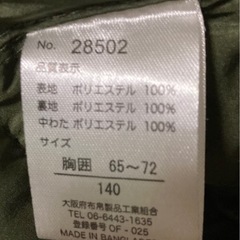 No. 28502
品質表示
表地 ポリエステル 100%
裏地 ポリエステル 100%
中わた ポリエステル 100%
サイズ
胸囲 65～72
140
大阪府布帛製品工業組合
TEL 06-6443-1635
登録番号 OF - 025
MADE IN BANGLA